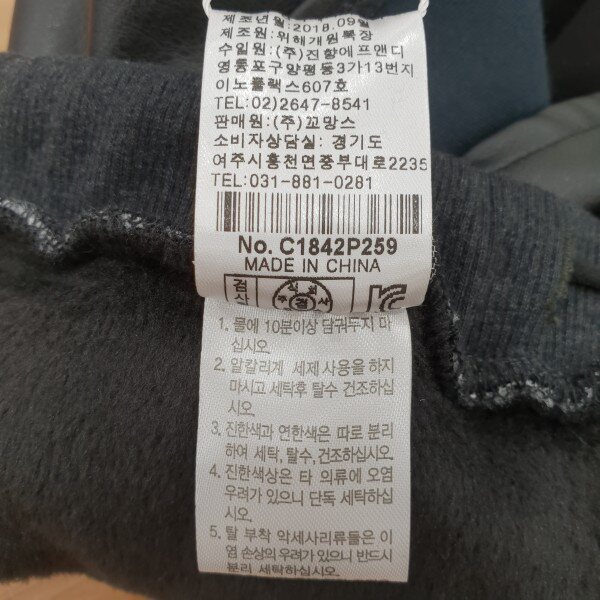 제조년월:2018.09월
제조원:위해개원복장
수입원:(주)진향에프앤디
영등포구양평동3가13번지
이노플렉스607호
TEL:02)2647-8541
판매원:(주)꼬망스
소비자상담실: 경기도
여주시흥천면중부대로2235
TEL:031-881-0281
No. C1842P259
MADE IN CHINA
검
산
1. 물에 10분이상 담궈두지 마
십시오.
2. 알칼리계 세제사용을 하지
마시고 세탁후 탈수 건조하십
시오.
3. 진한색과 연한색은 따로 분리
하여 세탁, 탈수,건조하십시오.
4. 진한색상은 타 의류에 오염
우려가 있으니 단독 세탁하십
시오.
5. 탈 부착 악세사리류들은 이
염 손상의 우려가 있으니 반드시
분리 세탁하십시오.